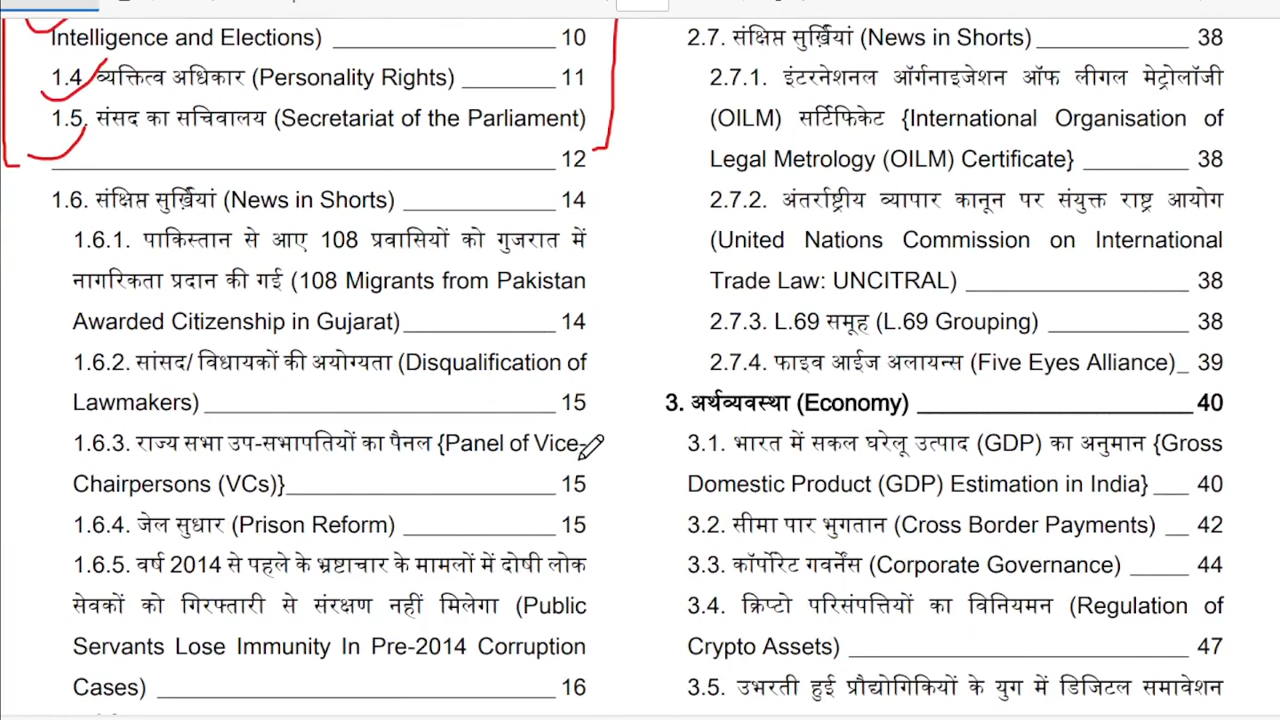 Intelligence and Elections) ____________________ 10
1.4. व्यक्तित्व अधिकार (Personality Rights) ________ 11
1.5. संसद का सचिवालय (Secretariat of the Parliament)
____________________________________________ 12
1.6. संक्षिप्त सुर्ख़ियां (News in Shorts) _____________ 14
1.6.1. पाकिस्तान से आए 108 प्रवासियों को गुजरात में
नागरिकता प्रदान की गई (108 Migrants from Pakistan
Awarded Citizenship in Gujarat) _____________ 14
1.6.2. सांसद/ विधायकों की अयोग्यता (Disqualification of
Lawmakers) ______________________________ 15
1.6.3. राज्य सभा उप-सभापतियों का पैनल {Panel of Vice-
Chairpersons (VCs)} _______________________ 15
1.6.4. जेल सुधार (Prison Reform) _____________ 15
1.6.5. वर्ष 2014 से पहले के भ्रष्टाचार के मामलों में दोषी लोक
सेवकों को गिरफ्तारी से संरक्षण नहीं मिलेगा (Public
Servants Lose Immunity In Pre-2014 Corruption
Cases) __________________________________ 16
2.7. संक्षिप्त सुर्ख़ियां (News in Shorts) _____________ 38
2.7.1. इंटरनेशनल ऑर्गनाइजेशन ऑफ लीगल मेट्रोलॉजी
(OILM) सर्टिफिकेट {International Organisation of
Legal Metrology (OILM) Certificate} _________ 38
2.7.2. अंतर्राष्ट्रीय व्यापार कानून पर संयुक्त राष्ट्र आयोग
(United Nations Commission on International
Trade Law: UNCITRAL) ___________________ 38
2.7.3. L.69 समूह (L.69 Grouping) ____________ 38
2.7.4. फाइव आईज अलायन्स (Five Eyes Alliance) _ 39
3. अर्थव्यवस्था (Economy) ________________________ 40
3.1. भारत में सकल घरेलू उत्पाद (GDP) का अनुमान {Gross
Domestic Product (GDP) Estimation in India} ___ 40
3.2. सीमा पार भुगतान (Cross Border Payments) __ 42
3.3. कॉर्पोरेट गवर्नेंस (Corporate Governance) _____ 44
3.4. क्रिप्टो परिसंपत्तियों का विनियमन (Regulation of
Crypto Assets) _____________________________ 47
3.5. उभरती हुई प्रौद्योगिकियों के युग में डिजिटल समावेशन